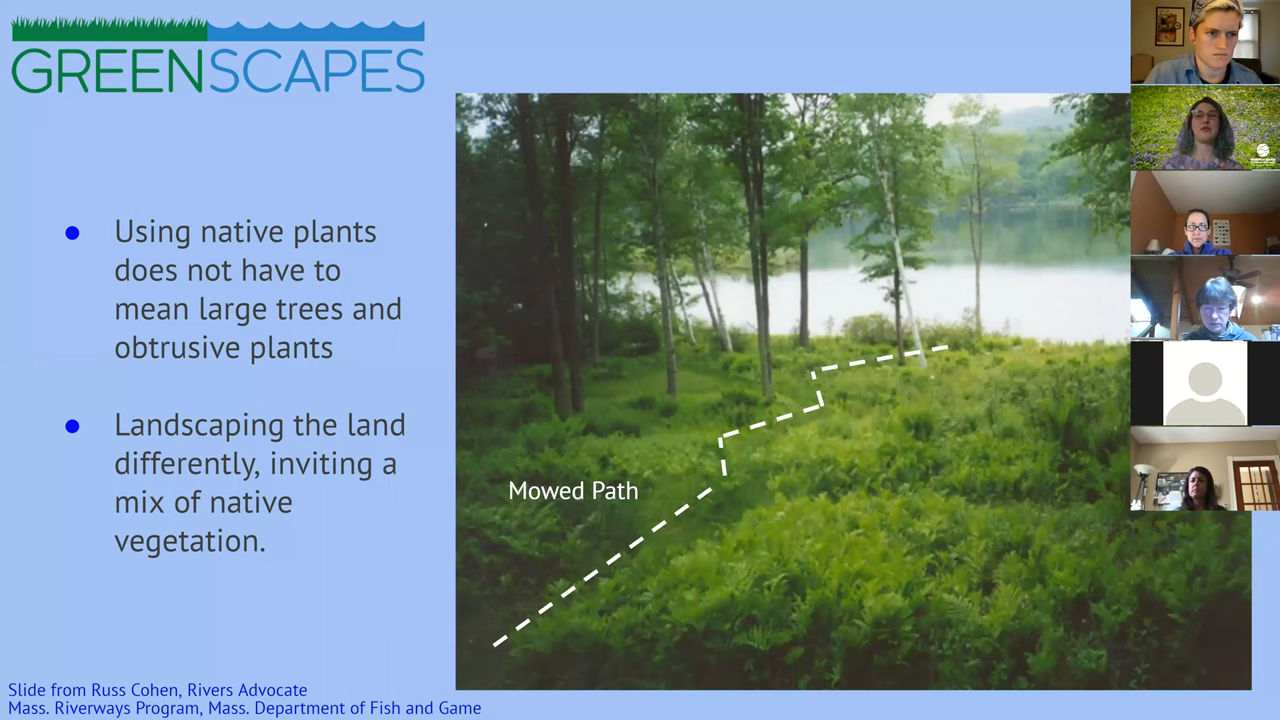 GREENSCAPES
Using native plants
does not have to
mean large trees and
obtrusive plants
Landscaping the land
differently, inviting a
mix of native
vegetation.
Mowed Path
Slide from Russ Cohen, Rivers Advocate
Mass. Riverways Program, Mass. Department of Fish and Game